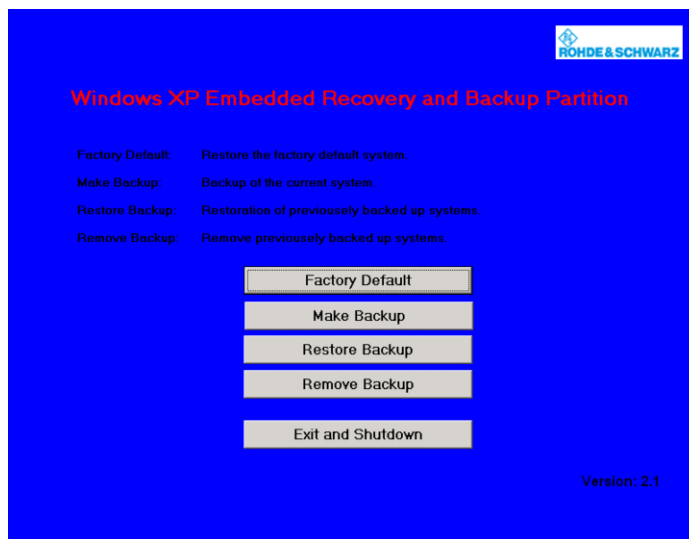 ROHDE & SCHWARZ
Windows XP Embedded Recovery and Backup Partition
Factory Default: Restore the factory default system.
Make Backup: Backup of the current system.
Restore Backup: Restoration of previousely backed up systems
Remove Backup: Remove previousely backed up systems.
Factory Default
Make Backup
Restore Backup
Remove Backup
Exit and Shutdown
Version: 2.1